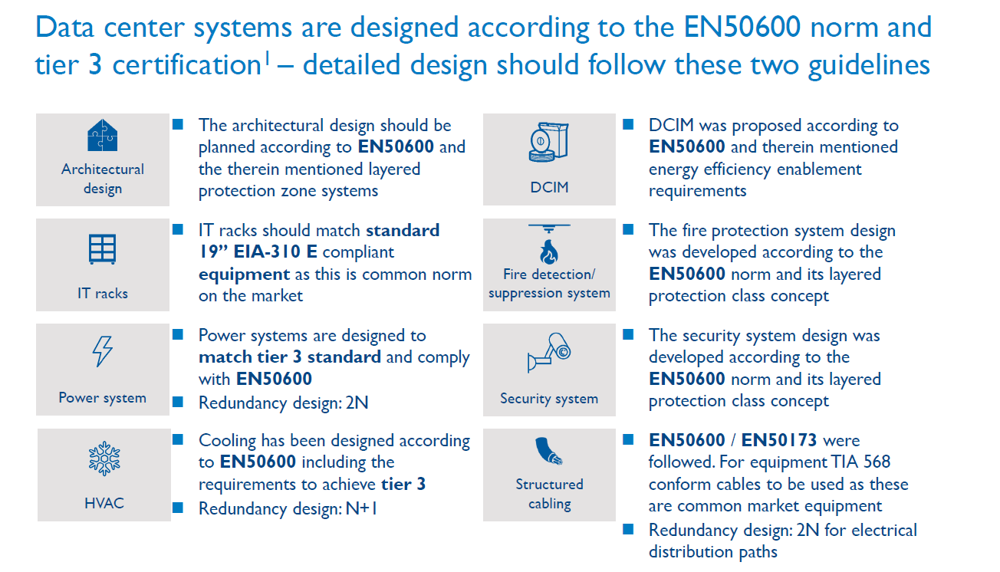 Data center systems are designed according to the EN50600 norm and
tier 3 certification1 – detailed design should follow these two guidelines
Architectural
design
■ The architectural design should be
planned according to EN50600 and
the therein mentioned layered
protection zone systems
IT racks
■ IT racks should match standard
19” EIA-310 E compliant
equipment as this is common norm
on the market
Power system
■ Power systems are designed to
match tier 3 standard and comply
with EN50600
■ Redundancy design: 2N
HVAC
■ Cooling has been designed according
to EN50600 including the
requirements to achieve tier 3
■ Redundancy design: N+1
DCIM
■ DCIM was proposed according to
EN50600 and therein mentioned
energy efficiency enablement
requirements
Fire detection/
suppression system
■ The fire protection system design
was developed according to the
EN50600 norm and its layered
protection class concept
Security system
■ The security system design was
developed according to the
EN50600 norm and its layered
protection class concept
Structured
cabling
■ EN50600 / EN50173 were
followed. For equipment TIA 568
conform cables to be used as these
are common market equipment
■ Redundancy design: 2N for electrical
distribution paths